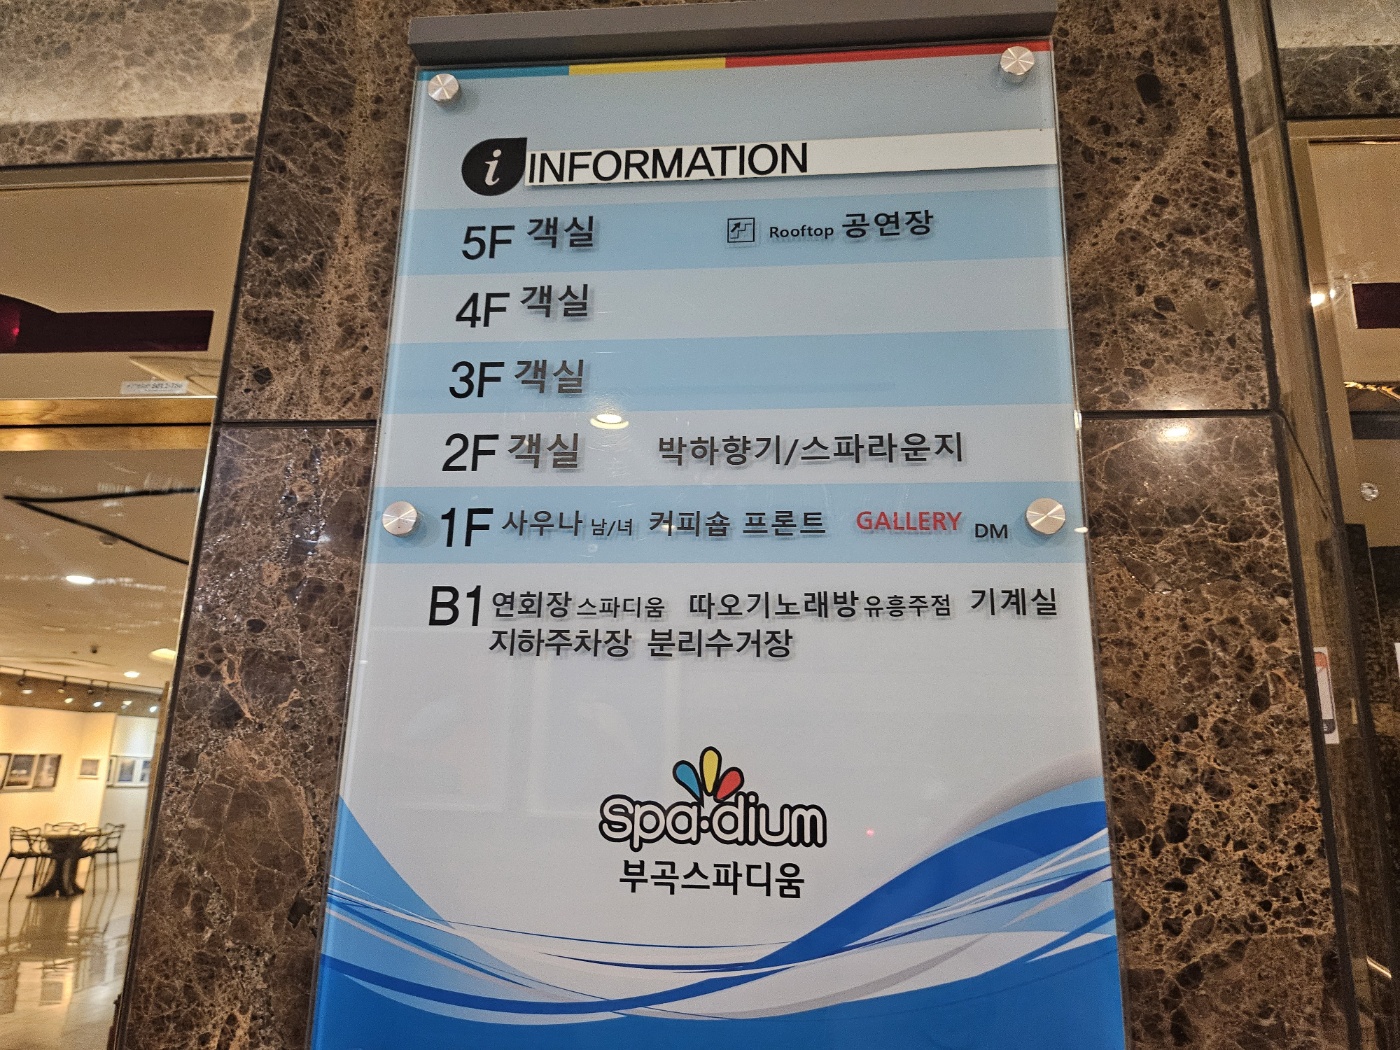 i INFORMATION
5F 객실 Rooftop 공연장
4F 객실
3F 객실
2F 객실 박하향기/스파라운지
1F 사우나 남/녀 커피숍 프론트 GALLERY DM
B1 연회장 스파디움 따오기노래방 유흥주점 기계실
지하주차장 분리수거장
spa·dium
부곡스파디움